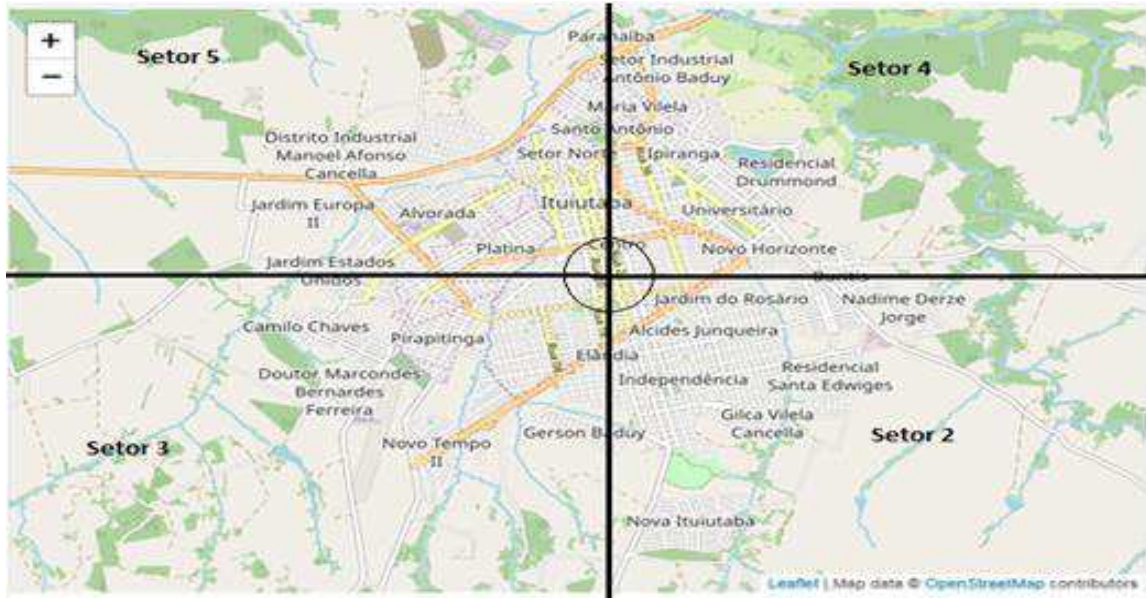 +
−
Setor 5
Paranaíba
Setor Industrial
Antônio Baduy
Setor 4
Maria Vilela
Santo Antônio
Distrito Industrial
Manoel Afonso
Cancella
Setor Norte
Ipiranga
Residencial
Drummond
Jardim Europa
II
Alvorada
Ituiutaba
Universitário
Platina
Centro
Novo Horizonte
Jardim Estados
Unidos
Jardim do Rosário
Nadime Derze
Jorge
Camilo Chaves
Pirapitinga
Alcides Junqueira
Elândia
Doutor Marcondes
Bernardes
Ferreira
Independência
Residencial
Santa Edwiges
Gilca Vilela
Cancella
Setor 3
Novo Tempo
II
Gerson Baduy
Setor 2
Nova Ituiutaba
Leaflet | Map data © OpenStreetMap contributors